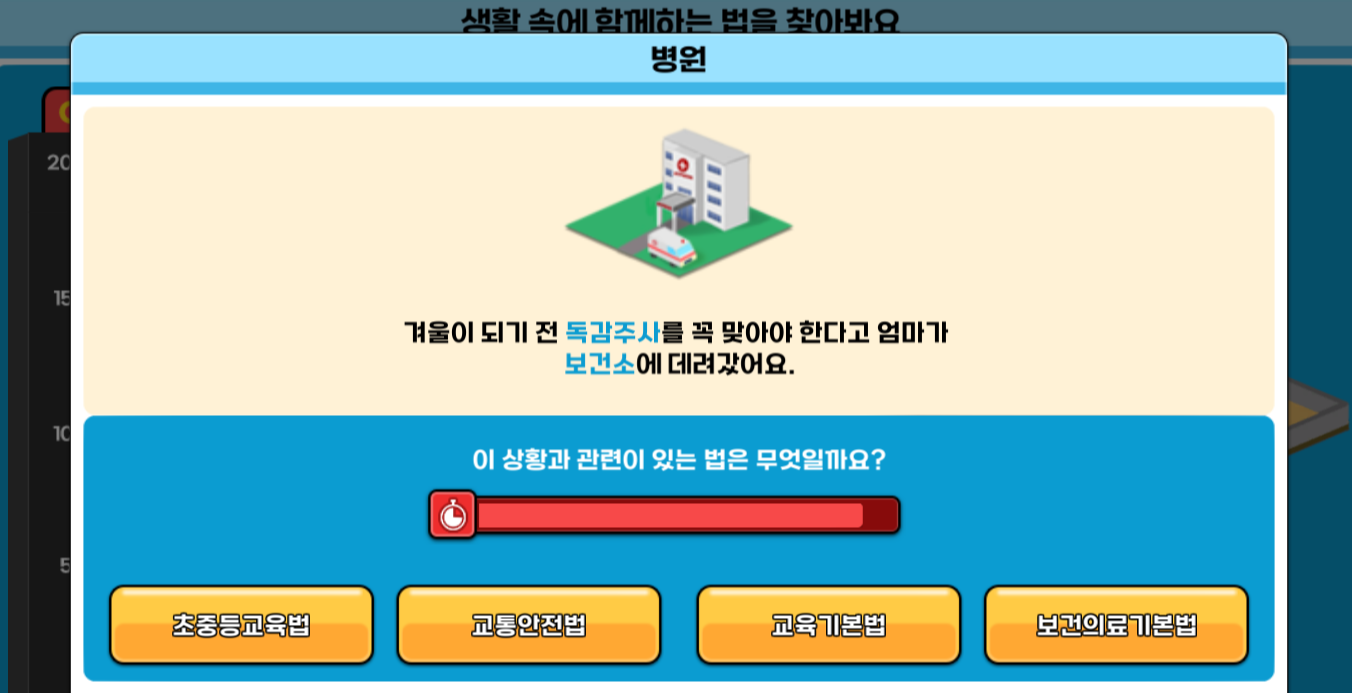 생활 속에 함께하는 법을 찾아봐요
병원
20
15
10
5
겨울이 되기 전 독감주사를 꼭 맞아야 한다고 엄마가
보건소에 데려갔어요.
이 상황과 관련이 있는 법은 무엇일까요?
초중등교육법
교통안전법
교육기본법
보건의료기본법